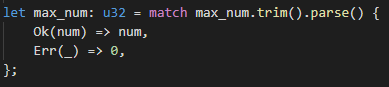 let max_num: u32 = match max_num.trim().parse() {
    Ok(num) => num,
    Err(_) => 0,
};